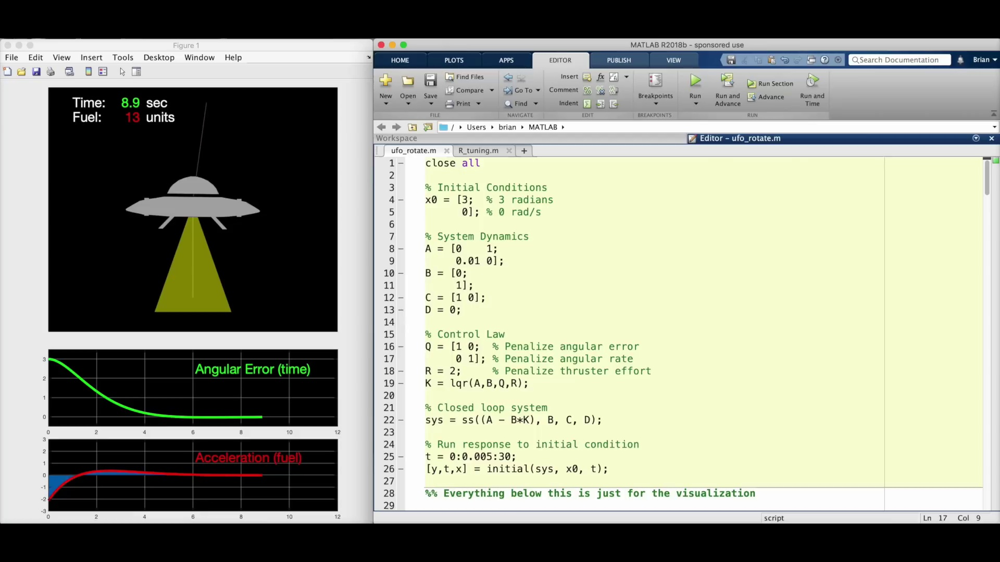 Figure 1
File Edit View Insert Tools Desktop Window Help
Time: 8.9 sec
Fuel: 13 units
Angular Error (time)
3
2
1
0
0 2 4 6 8 10 12
Acceleration (fuel)
3
2
1
0
-1
-2
-3
0 2 4 6 8 10 12
MATLAB R2018b - sponsored use
HOME PLOTS APPS EDITOR PUBLISH VIEW
Search Documentation
Brian
New Open Save
Find Files
Compare
Print
FILE
Go To
Find
NAVIGATE
Insert fx
Comment
Indent
EDIT
Breakpoints
BREAKPOINTS
Run
Run and Advance
Run Section
Advance
Run and Time
RUN
/ Users brian MATLAB
Workspace
Editor - ufo_rotate.m
ufo_rotate.m R_tuning.m +
1 - close all
2
3 % Initial Conditions
4 - x0 = [3; % 3 radians
5 0]; % 0 rad/s
6
7 % System Dynamics
8 - A = [0 1;
9 0.01 0];
10 - B = [0;
11 1];
12 - C = [1 0];
13 - D = 0;
14
15 % Control Law
16 - Q = [1 0; % Penalize angular error
17 0 1]; % Penalize angular rate
18 - R = 2; % Penalize thruster effort
19 - K = lqr(A,B,Q,R);
20
21 % Closed loop system
22 - sys = ss((A - B*K), B, C, D);
23
24 % Run response to initial condition
25 - t = 0:0.005:30;
26 - [y,t,x] = initial(sys, x0, t);
27
28 %% Everything below this is just for the visualization
29
script
Ln 17 Col 9